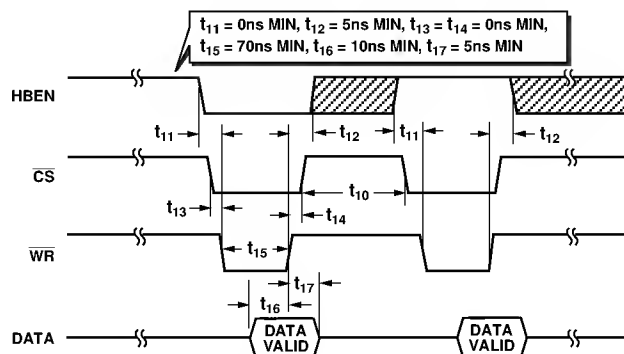 t11 = 0ns MIN, t12 = 5ns MIN, t13 = t14 = 0ns MIN,
t15 = 70ns MIN, t16 = 10ns MIN, t17 = 5ns MIN
HBEN
t11
t12
t11
t12
CS
t13
t14
t10
WR
t15
t17
t16
DATA
DATA
VALID
DATA
VALID